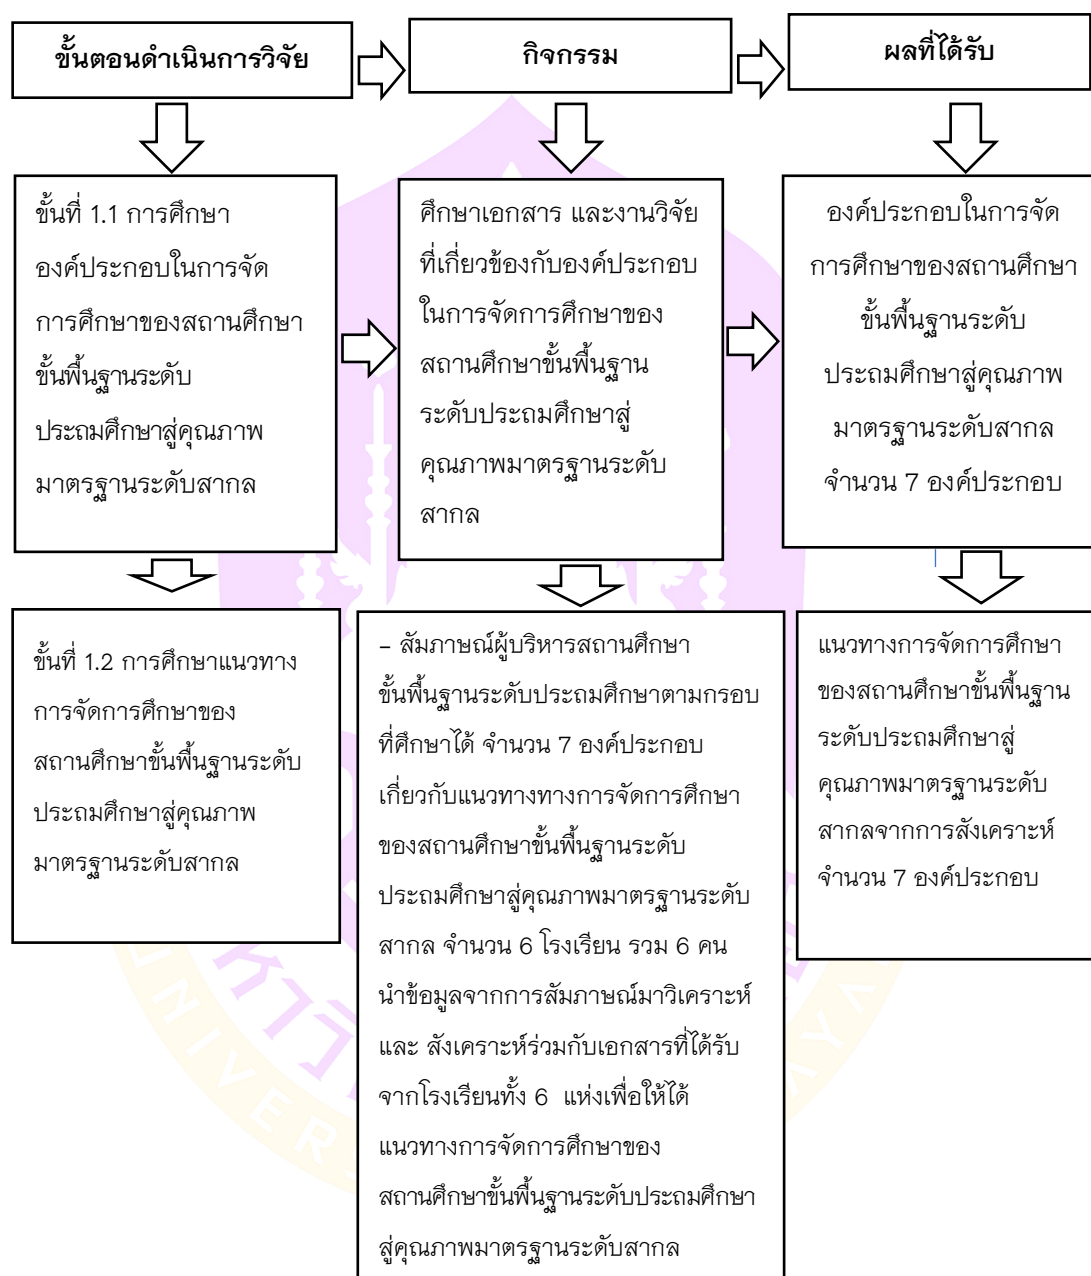 ขั้นตอนดำเนินการวิจัย
กิจกรรม
ผลที่ได้รับ
ขั้นที่ 1.1 การศึกษา
องค์ประกอบในการจัด
การศึกษาของสถานศึกษา
ขั้นพื้นฐานระดับ
ประถมศึกษาสู่คุณภาพ
มาตรฐานระดับสากล
ศึกษาเอกสาร และงานวิจัย
ที่เกี่ยวข้องกับองค์ประกอบ
ในการจัดการศึกษาของ
สถานศึกษาขั้นพื้นฐาน
ระดับประถมศึกษาสู่
คุณภาพมาตรฐานระดับ
สากล
องค์ประกอบในการจัด
การศึกษาของสถานศึกษา
ขั้นพื้นฐานระดับ
ประถมศึกษาสู่คุณภาพ
มาตรฐานระดับสากล
จำนวน 7 องค์ประกอบ
ขั้นที่ 1.2 การศึกษาแนวทาง
การจัดการศึกษาของ
สถานศึกษาขั้นพื้นฐานระดับ
ประถมศึกษาสู่คุณภาพ
มาตรฐานระดับสากล
– สัมภาษณ์ผู้บริหารสถานศึกษา
ขั้นพื้นฐานระดับประถมศึกษาตามกรอบ
ที่ศึกษาได้ จำนวน 7 องค์ประกอบ
เกี่ยวกับแนวทางทางการจัดการศึกษา
ของสถานศึกษาขั้นพื้นฐานระดับ
ประถมศึกษาสู่คุณภาพมาตรฐานระดับ
สากล จำนวน 6 โรงเรียน รวม 6 คน
นำข้อมูลจากการสัมภาษณ์มาวิเคราะห์
และ สังเคราะห์ร่วมกับเอกสารที่ได้รับ
จากโรงเรียนทั้ง 6 แห่งเพื่อให้ได้
แนวทางการจัดการศึกษาของ
สถานศึกษาขั้นพื้นฐานระดับประถมศึกษา
สู่คุณภาพมาตรฐานระดับสากล
แนวทางการจัดการศึกษา
ของสถานศึกษาขั้นพื้นฐาน
ระดับประถมศึกษาสู่
คุณภาพมาตรฐานระดับ
สากลจากการสังเคราะห์
จำนวน 7 องค์ประกอบ